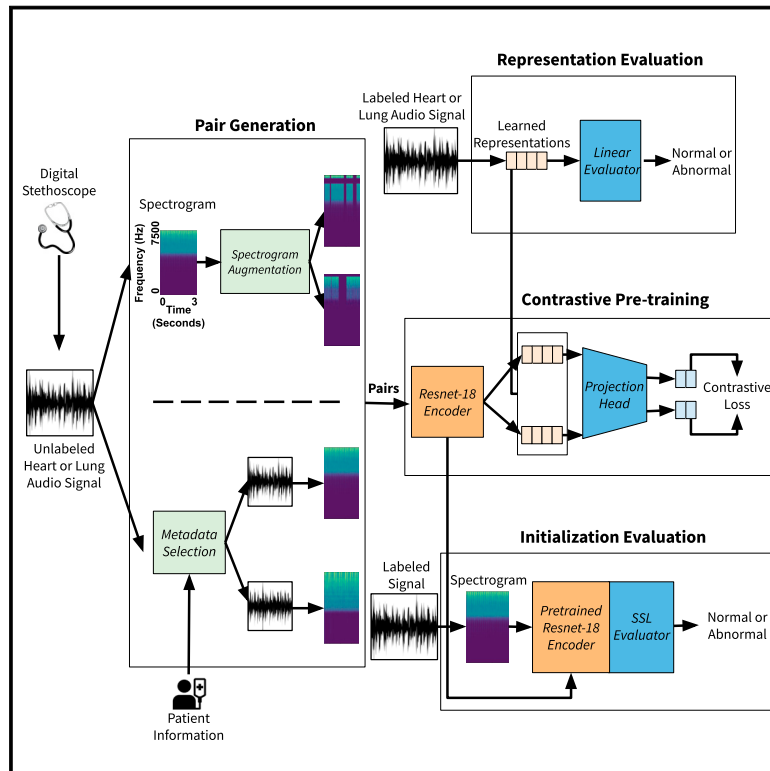 Representation Evaluation
Labeled Heart or
Lung Audio Signal
Learned
Representations
Linear
Evaluator
Normal or
Abnormal
Pair Generation
Digital
Stethoscope
Spectrogram
Frequency (Hz)
7500
0
0
3
Time
(Seconds)
Spectrogram
Augmentation
Unlabeled
Heart or Lung
Audio Signal
Metadata
Selection
Patient
Information
Pairs
Contrastive Pre-training
Resnet-18
Encoder
Projection
Head
Contrastive
Loss
Initialization Evaluation
Labeled
Signal
Spectrogram
Pretrained
Resnet-18
Encoder
SSL
Evaluator
Normal or
Abnormal